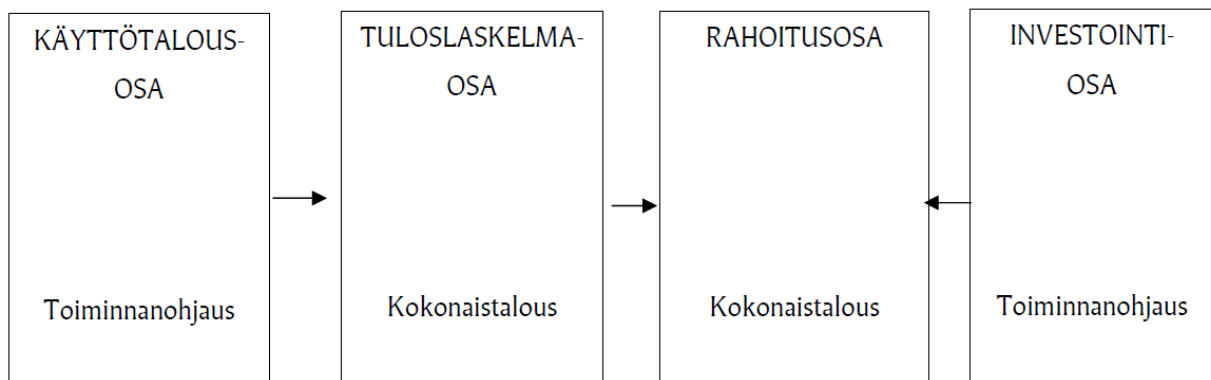 KÄYTTÖTALOUS-
OSA
Toiminnanohjaus
TULOSLASKELMA-
OSA
Kokonaistalous
RAHOITUSOSA
Kokonaistalous
INVESTOINTI-
OSA
Toiminnanohjaus